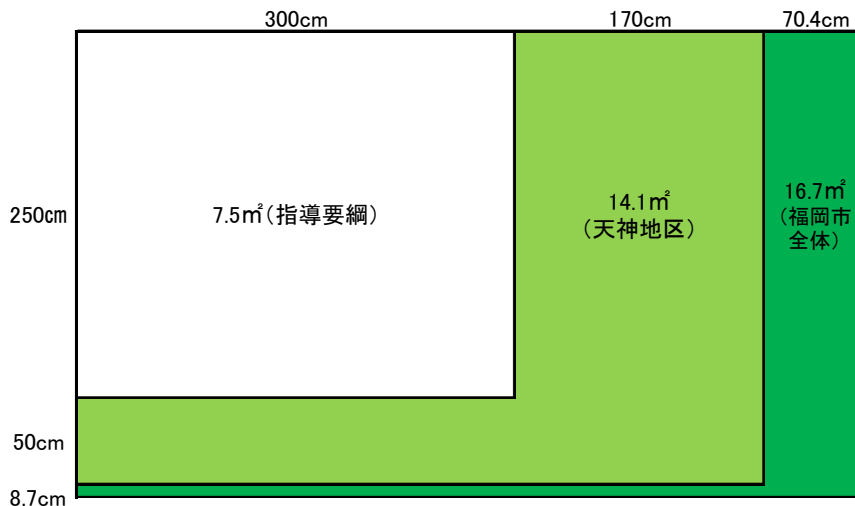 300cm
170cm
70.4cm
250cm
7.5㎡(指導要綱)
14.1㎡
(天神地区)
16.7㎡
(福岡市
全体)
50cm
8.7cm